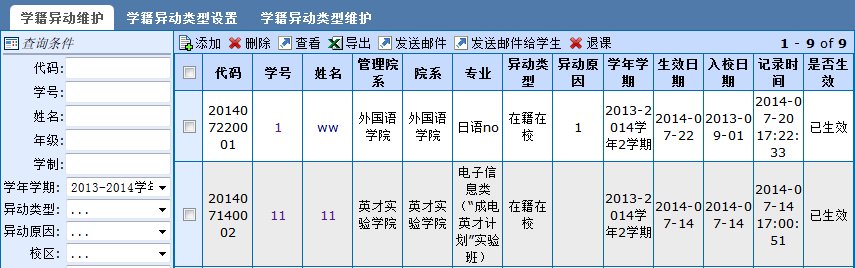 学籍异动维护 学籍异动类型设置 学籍异动类型维护
查询条件
代码:
学号:
姓名:
年级:
学制:
学年学期: 2013-2014学年
异动类型: ...
异动原因: ...
校区: ...
添加 删除 查看 导出 发送邮件 发送邮件给学生 退课 1 - 9 of 9
代码 学号 姓名 管理院系 院系 专业 异动类型 异动原因 学年学期 生效日期 入校日期 记录时间 是否生效
201407220001 1 ww 外国语学院 外国语学院 日语no 在籍在校 1 2013-2014学年2学期 2014-07-22 2013-09-01 2014-07-20 17:22:33 已生效
201407140002 11 11 英才实验学院 英才实验学院 电子信息类（“成电英才计划”实验班） 在籍在校 2013-2014学年2学期 2014-07-14 2014-07-14 2014-07-14 17:00:51 已生效